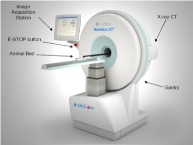 Image
Acquisition
Station
X-ray CT
E-STOP button
Animal Bed
Gantry